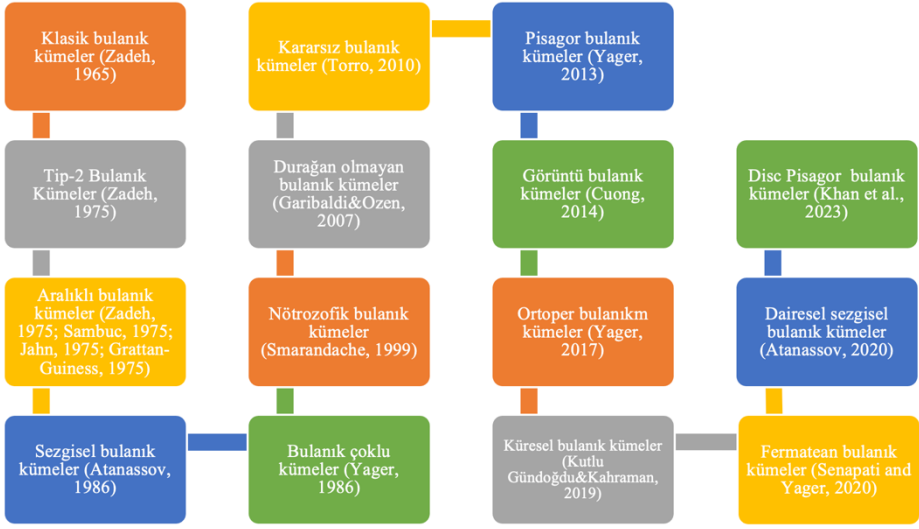 Klasik bulanık
kümeler (Zadeh,
1965)
Tip-2 Bulanık
Kümeler (Zadeh,
1975)
Aralıklı bulanık
kümeler (Zadeh,
1975; Sambuc, 1975;
Jahn, 1975; Grattan-
Guiness, 1975)
Sezgisel bulanık
kümeler (Atanassov,
1986)
Bulanık çoklu
kümeler (Yager,
1986)
Nötrozofik bulanık
kümeler
(Smarandache, 1999)
Durağan olmayan
bulanık kümeler
(Garibaldi&Ozen,
2007)
Kararsız bulanık
kümeler (Torro, 2010)
Pisagor bulanık
kümeler (Yager,
2013)
Görüntü bulanık
kümeler (Cuong,
2014)
Ortoper bulanıkm
kümeler (Yager,
2017)
Küresel bulanık kümeler
(Kutlu
Gündoğdu&Kahraman,
2019)
Fermatean bulanık
kümeler (Senapati and
Yager, 2020)
Dairesel sezgisel
bulanık kümeler
(Atanassov, 2020)
Disc Pisagor bulanık
kümeler (Khan et al.,
2023)